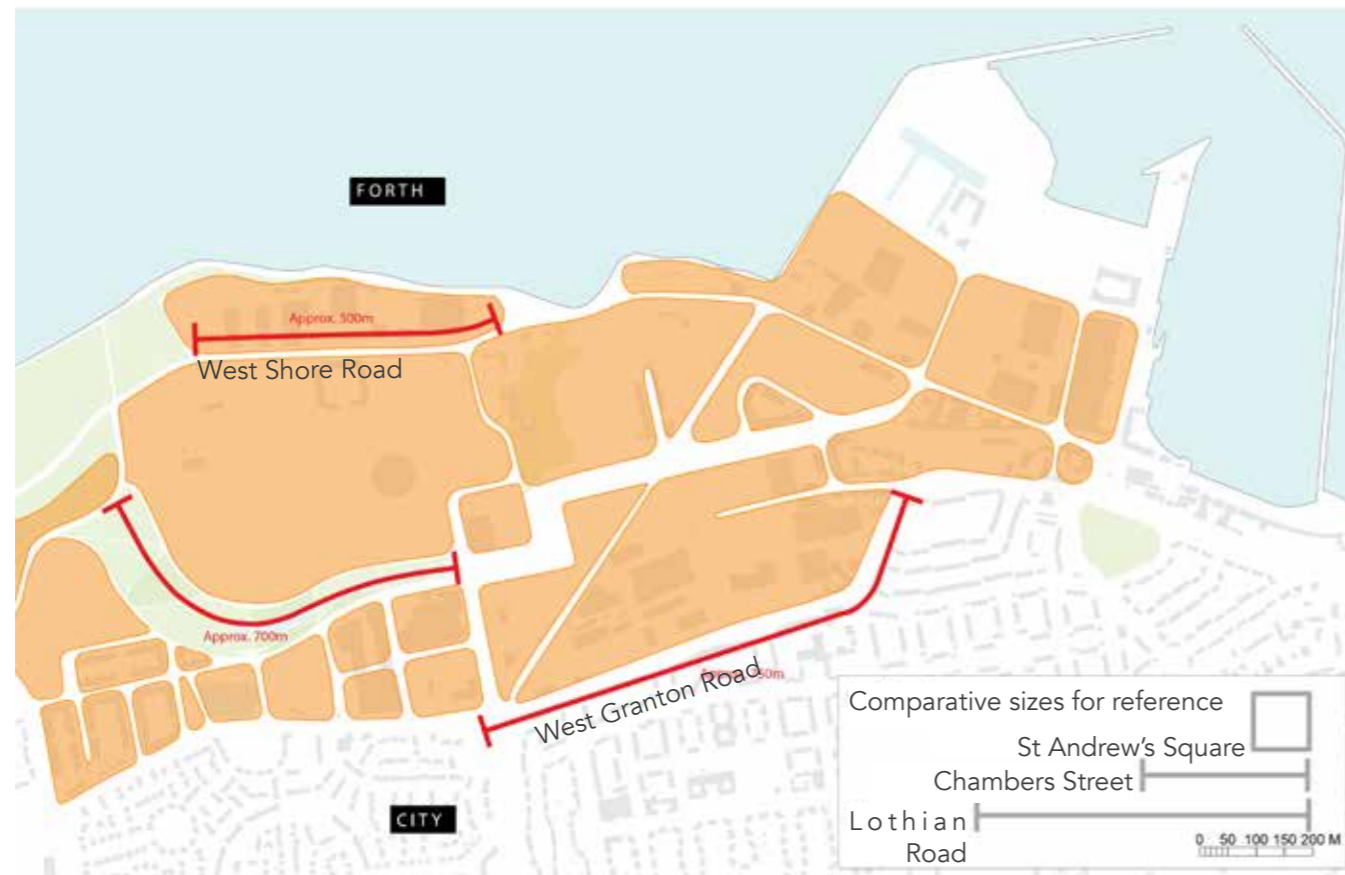 FORTH
Approx. 500m
West Shore Road
Approx. 700m
50m
West Granton Road
Comparative sizes for reference
St Andrew's Square
Chambers Street
Lothian
Road
0 50 100 150 200 M
CITY